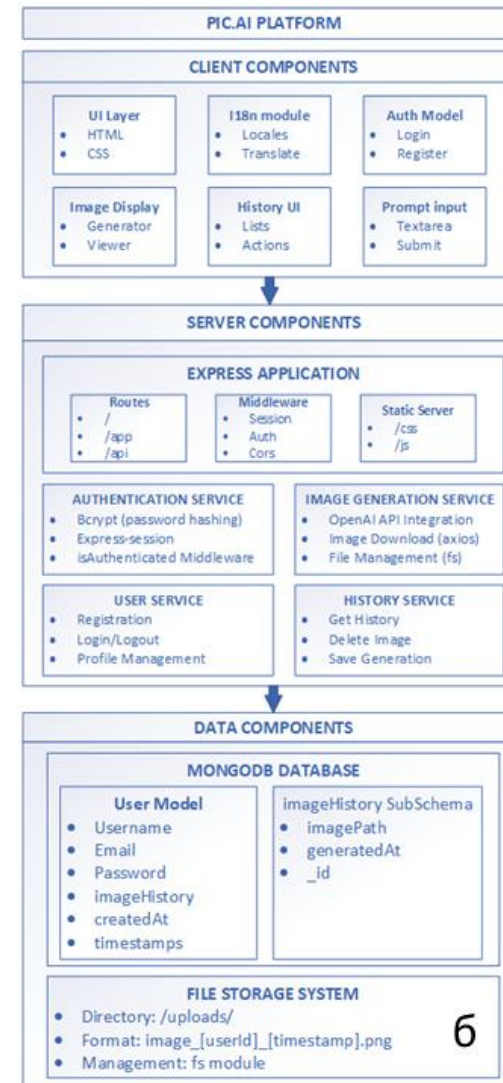 PIC.AI PLATFORM
CLIENT COMPONENTS
UI Layer
• HTML
• CSS
I18n module
• Locales
• Translate
Auth Model
• Login
• Register
Image Display
• Generator
• Viewer
History UI
• Lists
• Actions
Prompt input
• Textarea
• Submit
SERVER COMPONENTS
EXPRESS APPLICATION
Routes
• /
• /app
• /api
Middleware
• Session
• Auth
• Cors
Static Server
• /css
• /js
AUTHENTICATION SERVICE
• Bcrypt (password hashing)
• Express-session
• isAuthenticated Middleware
IMAGE GENERATION SERVICE
• OpenAI API Integration
• Image Download (axios)
• File Management (fs)
USER SERVICE
• Registration
• Login/Logout
• Profile Management
HISTORY SERVICE
• Get History
• Delete Image
• Save Generation
DATA COMPONENTS
MONGODB DATABASE
User Model
• Username
• Email
• Password
• imageHistory
• createdAt
• timestamps
imageHistory SubSchema
• imagePath
• generatedAt
• _id
FILE STORAGE SYSTEM
• Directory: /uploads/
• Format: image_[userId]_[timestamp].png
• Management: fs module
б